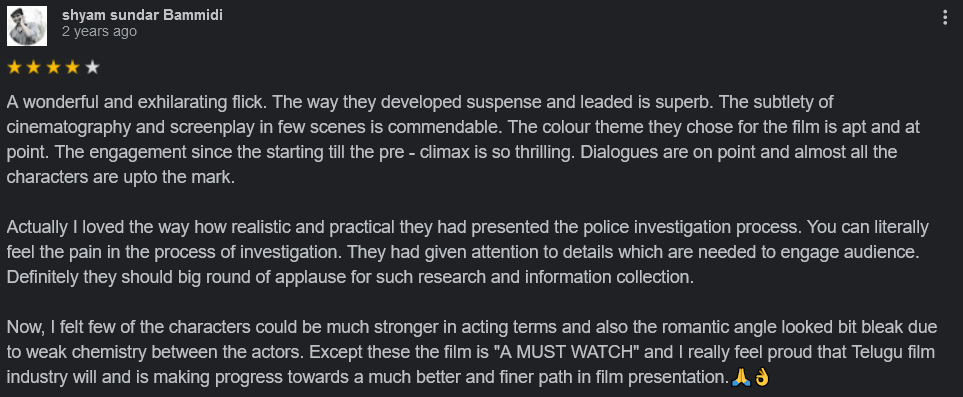 shyam sundar Bammidi
2 years ago
A wonderful and exhilarating flick. The way they developed suspense and leaded is superb. The subtlety of
cinematography and screenplay in few scenes is commendable. The colour theme they chose for the film is apt and at
point. The engagement since the starting till the pre - climax is so thrilling. Dialogues are on point and almost all the
characters are upto the mark.
Actually I loved the way how realistic and practical they had presented the police investigation process. You can literally
feel the pain in the process of investigation. They had given attention to details which are needed to engage audience.
Definitely they should big round of applause for such research and information collection.
Now, I felt few of the characters could be much stronger in acting terms and also the romantic angle looked bit bleak due
to weak chemistry between the actors. Except these the film is "A MUST WATCH" and I really feel proud that Telugu film
industry will and is making progress towards a much better and finer path in film presentation.🙏👌